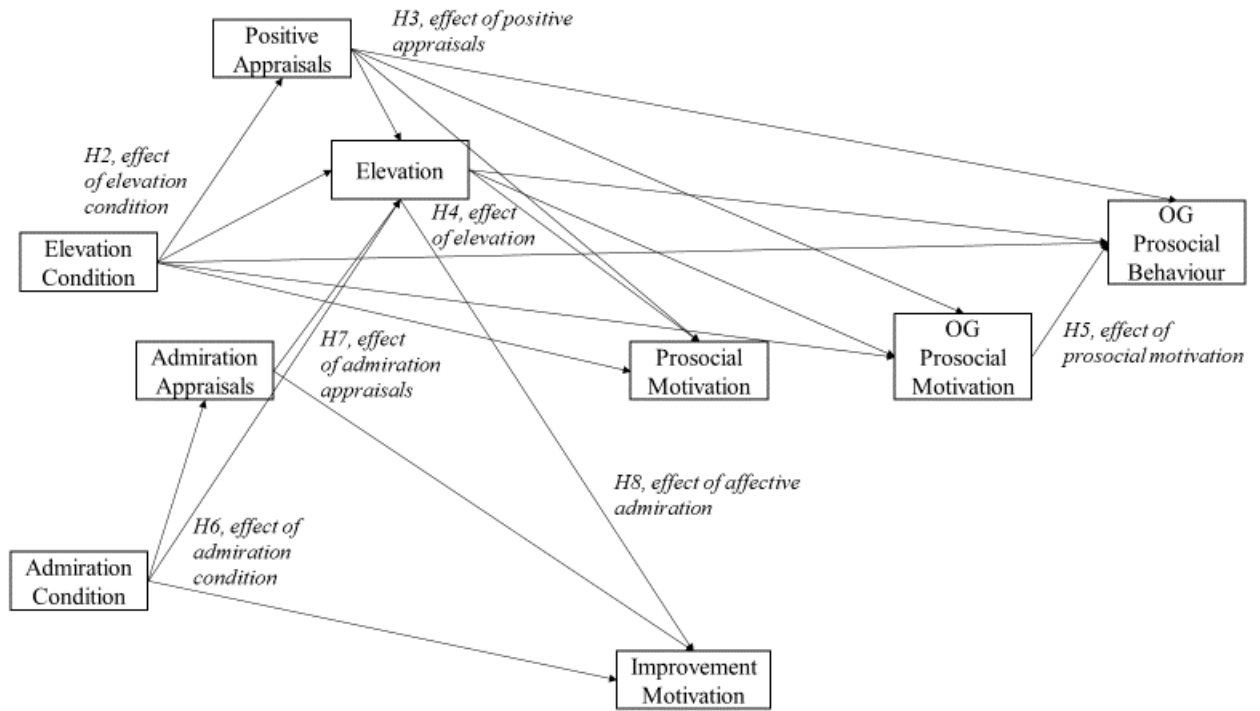 H3, effect of positive
appraisals
Positive
Appraisals
H2, effect
of elevation
condition
Elevation
H4, effect
of elevation
OG
Prosocial
Behaviour
Elevation
Condition
H7, effect
of admiration
appraisals
Admiration
Appraisals
Prosocial
Motivation
OG
Prosocial
Motivation
H5, effect of
prosocial motivation
H8, effect of affective
admiration
H6, effect of
admiration
condition
Admiration
Condition
Improvement
Motivation